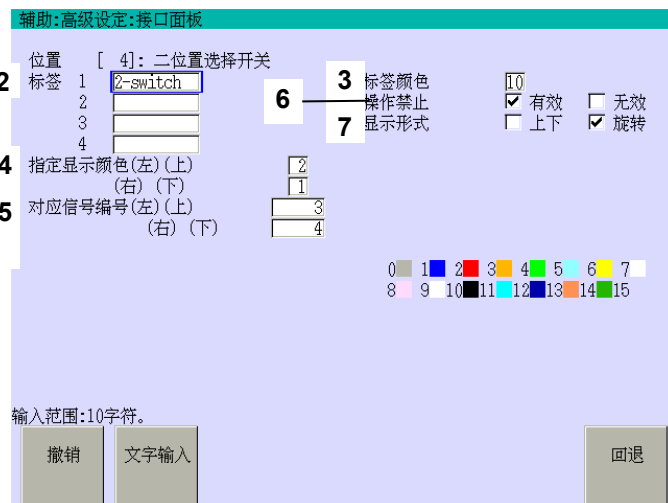 辅助:高级设定:接口面板
位置 [ 4]: 二位置选择开关
2 标签 1 2-switch
2
3
4
3 标签颜色 10
6 操作禁止 有效 无效
7 显示形式 上下 旋转
4 指定显示颜色(左)(上) 2
(右)(下) 1
5 对应信号编号(左)(上) 3
(右)(下) 4
0 1 2 3 4 5 6 7
8 9 10 11 12 13 14 15
输入范围:10字符。
撤销 文字输入 回退